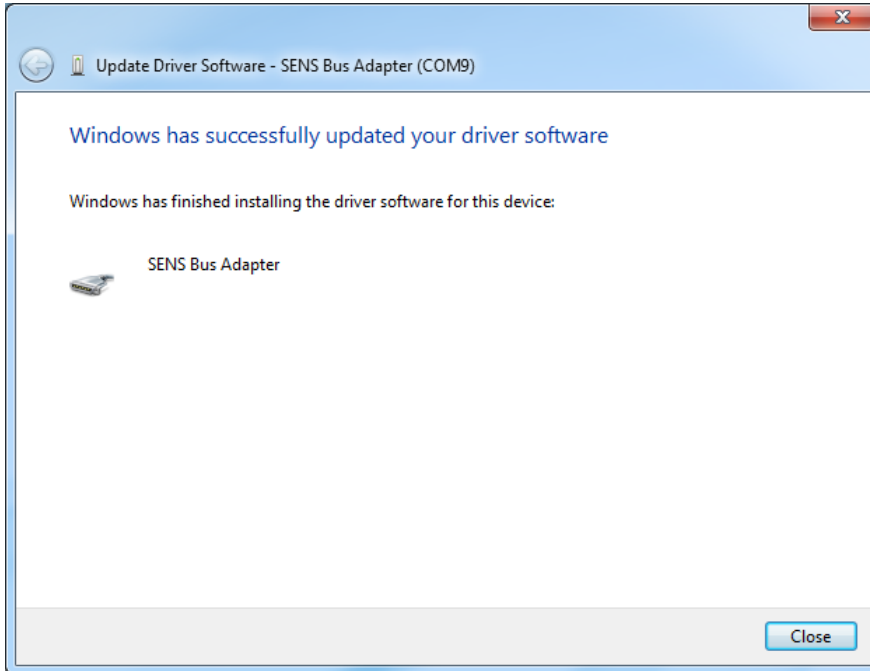 Update Driver Software - SENS Bus Adapter (COM9)
Windows has successfully updated your driver software
Windows has finished installing the driver software for this device:
SENS Bus Adapter
Close